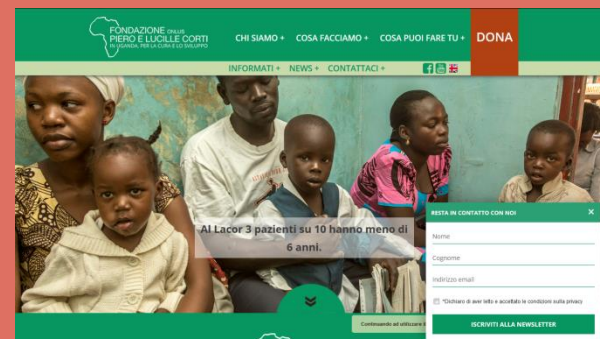 FONDAZIONE ONLUS
PIERO E LUCILLE CORTI
IN UGANDA, PER LA CURA E LO SVILUPPO
CHI SIAMO + COSA FACCIAMO + COSA PUOI FARE TU + DONA
INFORMATI + NEWS + CONTATTACI +
Al Lacor 3 pazienti su 10 hanno meno di
6 anni.
RESTA IN CONTATTO CON NOI X
Nome
Cognome
Indirizzo email
*Dichiaro di aver letto e accettato le condizioni sulla privacy
ISCRIVITI ALLA NEWSLETTER
Continuando ad utilizzare